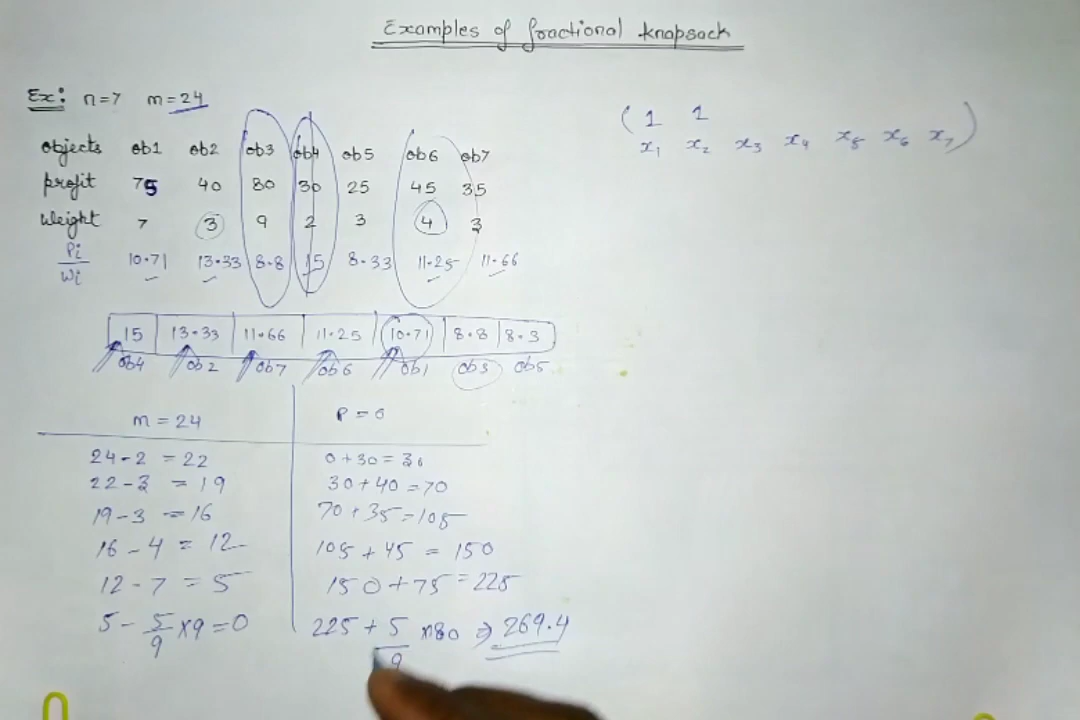 Examples of fractional knapsack
Ex: n=7 m=24
( 1 1 )
x1 x2 x3 x4 x5 x6 x7
objects ob1 ob2 ob3 ob4 ob5 ob6 ob7
profit 75 40 80 30 25 45 35
Weight 7 3 9 2 3 4 3
Pi/Wi 10.71 13.33 8.8 15 8.33 11.25 11.66
15 13.33 11.66 11.25 10.71 8.8 8.3
ob4 ob2 ob7 ob6 ob1 ob3 ob5
m = 24 P = 0
24-2 = 22 0+30=30
22-3 = 19 30+40=70
19-3 = 16 70+35=105
16-4 = 12 105+45 = 150
12-7 = 5 150+75=225
5- 5/9 x9=0 225+ 5/9 x80 ⇒ 269.4